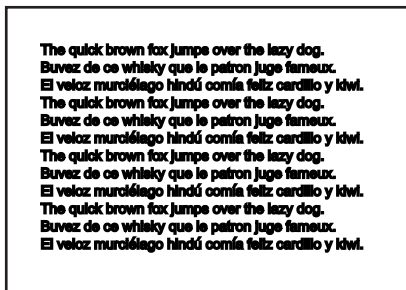 The quick brown fox jumps over the lazy dog.
Buvez de ce whisky que le patron juge fameux.
El veloz murciélago hindú comía feliz cardillo y kiwi.
The quick brown fox jumps over the lazy dog.
Buvez de ce whisky que le patron juge fameux.
El veloz murciélago hindú comía feliz cardillo y kiwi.
The quick brown fox jumps over the lazy dog.
Buvez de ce whisky que le patron juge fameux.
El veloz murciélago hindú comía feliz cardillo y kiwi.
The quick brown fox jumps over the lazy dog.
Buvez de ce whisky que le patron juge fameux.
El veloz murciélago hindú comía feliz cardillo y kiwi.